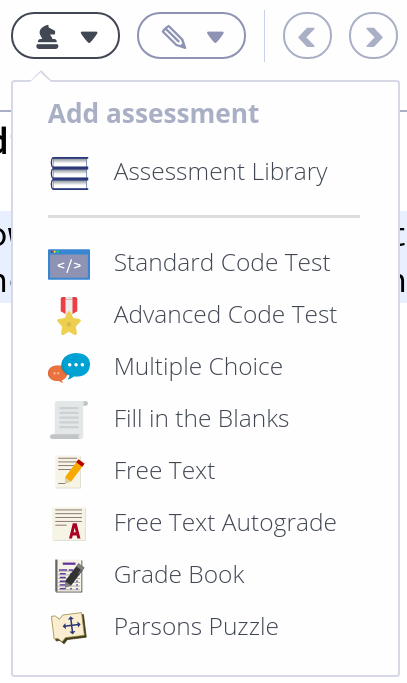 Add assessment
Assessment Library
</>
Standard Code Test
Advanced Code Test
Multiple Choice
Fill in the Blanks
Free Text
A
Free Text Autograde
Grade Book
Parsons Puzzle